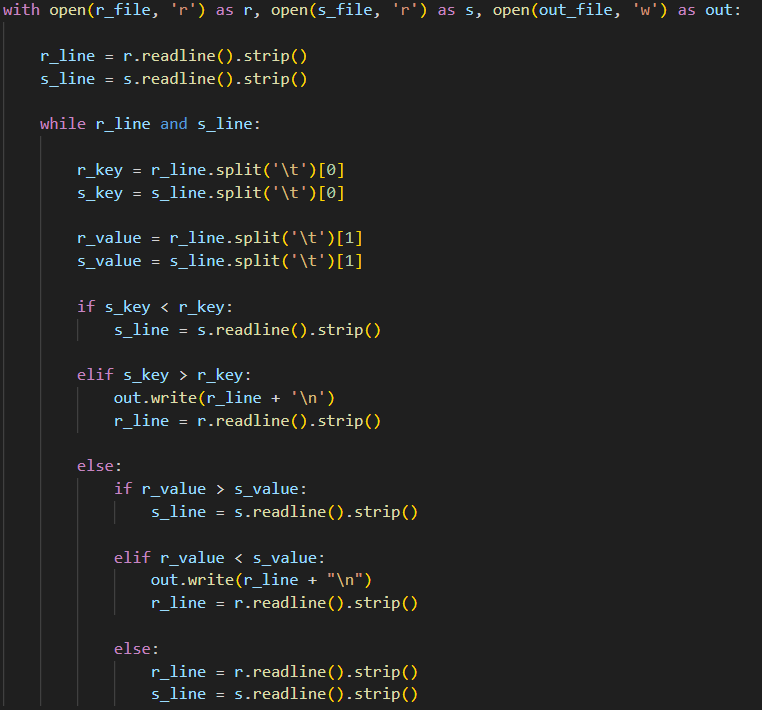 with open(r_file, 'r') as r, open(s_file, 'r') as s, open(out_file, 'w') as out:
r_line = r.readline().strip()
s_line = s.readline().strip()
while r_line and s_line:
r_key = r_line.split('\t')[0]
s_key = s_line.split('\t')[0]
r_value = r_line.split('\t')[1]
s_value = s_line.split('\t')[1]
if s_key < r_key:
s_line = s.readline().strip()
elif s_key > r_key:
out.write(r_line + '\n')
r_line = r.readline().strip()
else:
if r_value > s_value:
s_line = s.readline().strip()
elif r_value < s_value:
out.write(r_line + "\n")
r_line = r.readline().strip()
else:
r_line = r.readline().strip()
s_line = s.readline().strip()